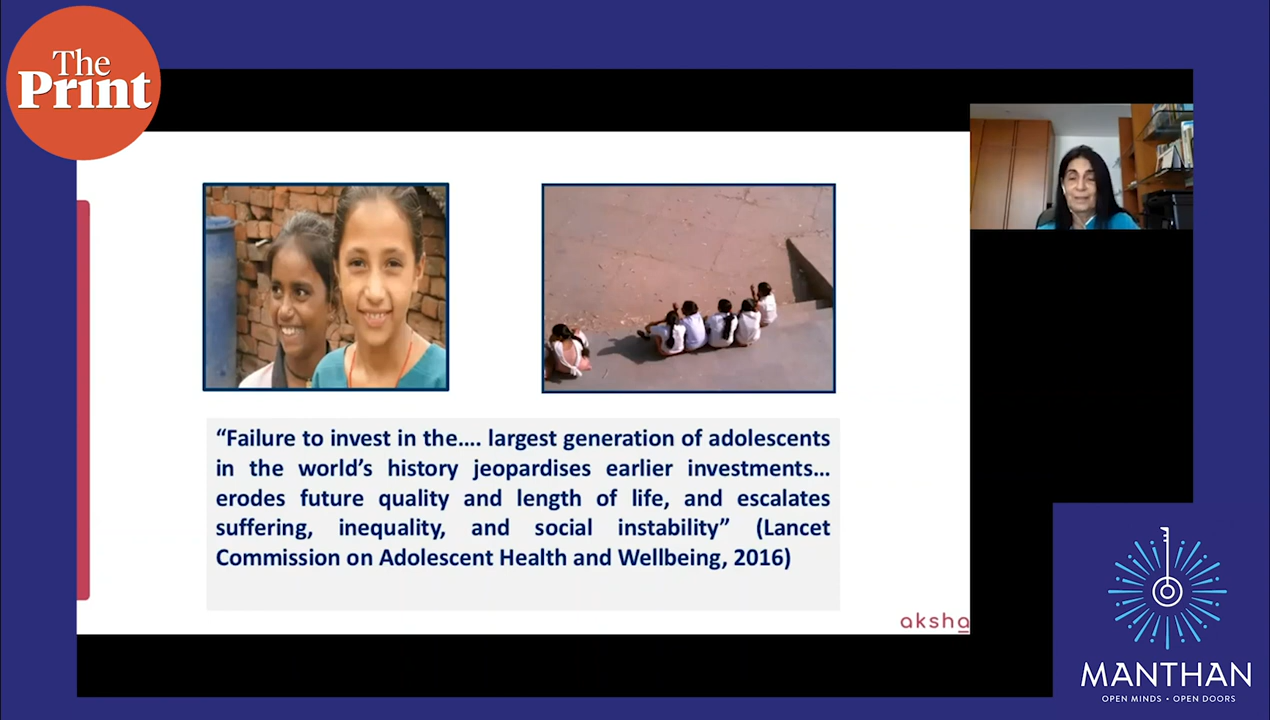 The
Print
“Failure to invest in the.... largest generation of adolescents
in the world’s history jeopardises earlier investments...
erodes future quality and length of life, and escalates
suffering, inequality, and social instability” (Lancet
Commission on Adolescent Health and Wellbeing, 2016)
aksha
MANTHAN
OPEN MINDS • OPEN DOORS